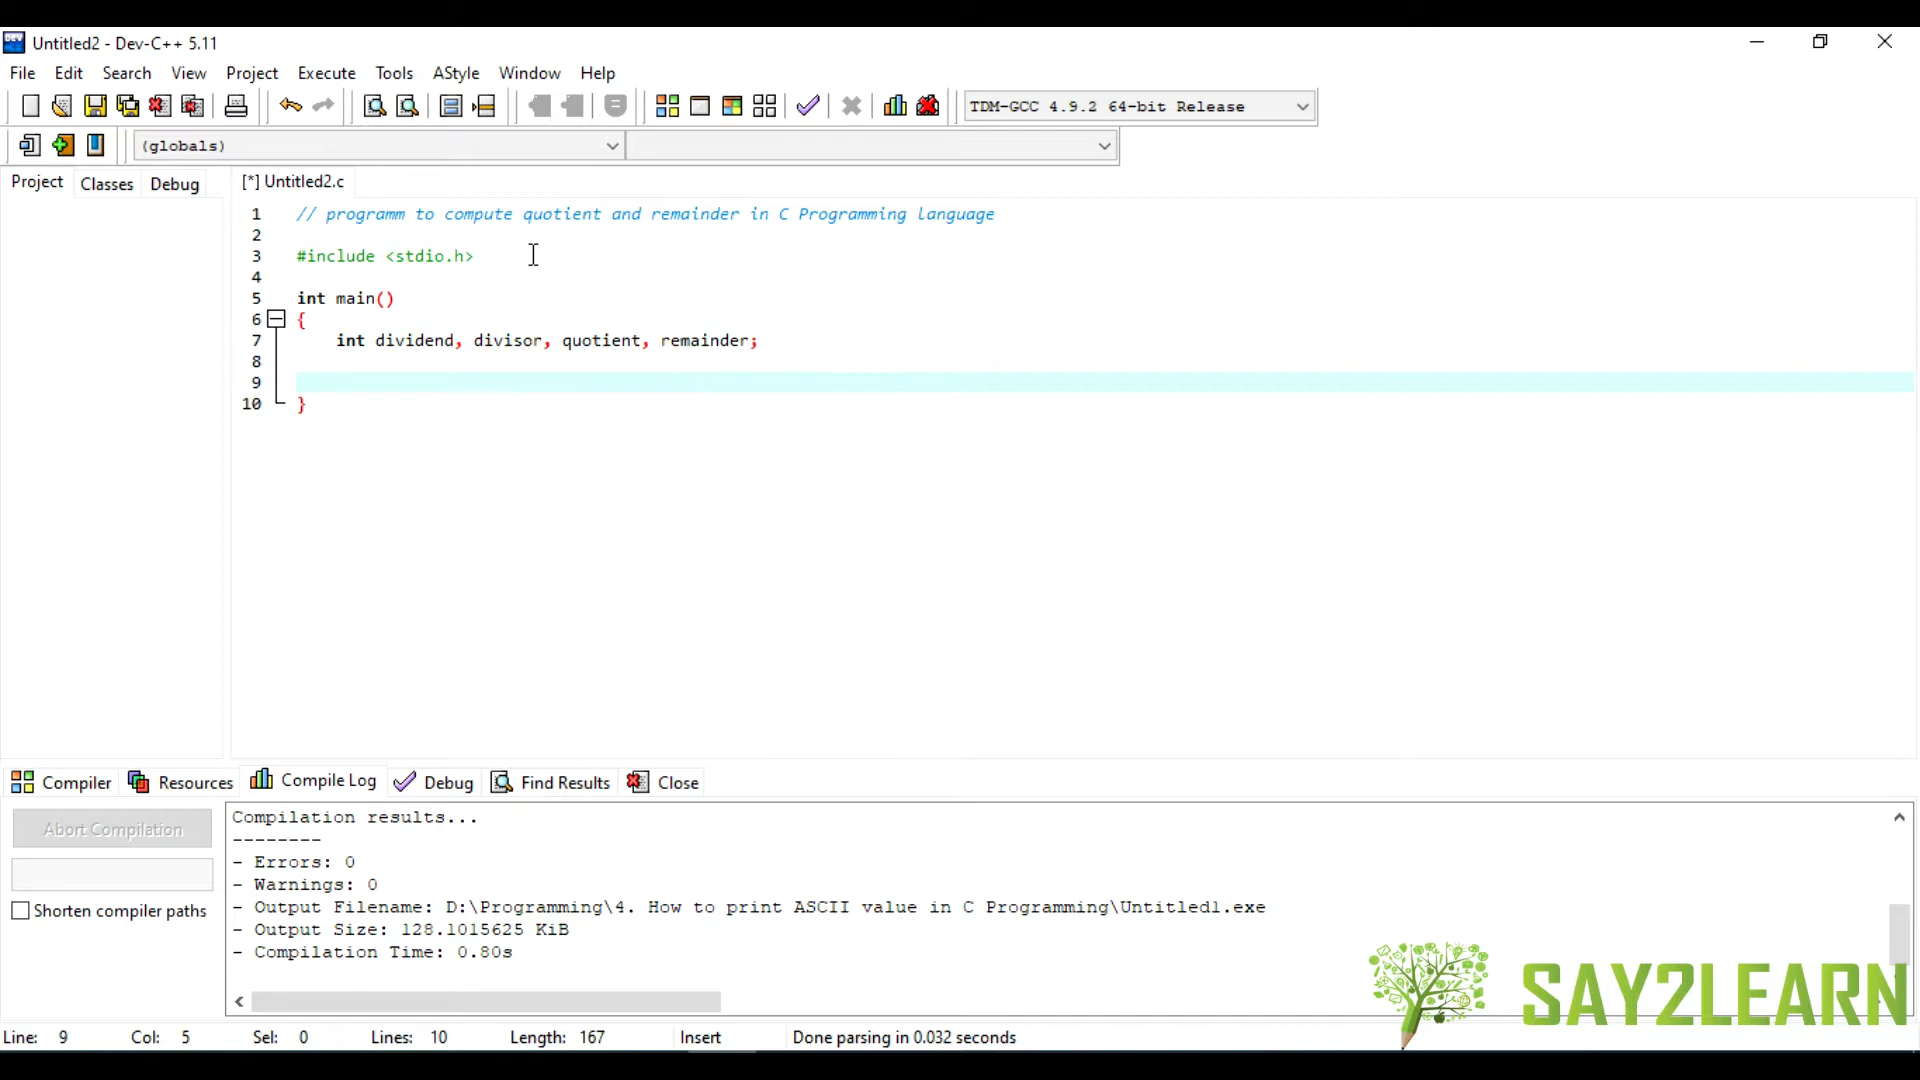 Untitled2 - Dev-C++ 5.11
File Edit Search View Project Execute Tools AStyle Window Help
TDM-GCC 4.9.2 64-bit Release
(globals)
Project Classes Debug [*] Untitled2.c
1 // programm to compute quotient and remainder in C Programming language
2
3 #include <stdio.h>
4
5 int main()
6 {
7 int dividend, divisor, quotient, remainder;
8
9
10 }
Compiler Resources Compile Log Debug Find Results Close
Abort Compilation
Shorten compiler paths
Compilation results...
--------
- Errors: 0
- Warnings: 0
- Output Filename: D:\Programming\4. How to print ASCII value in C Programming\Untitled1.exe
- Output Size: 128.1015625 KiB
- Compilation Time: 0.80s
SAY2LEARN
Line: 9 Col: 5 Sel: 0 Lines: 10 Length: 167 Insert Done parsing in 0.032 seconds